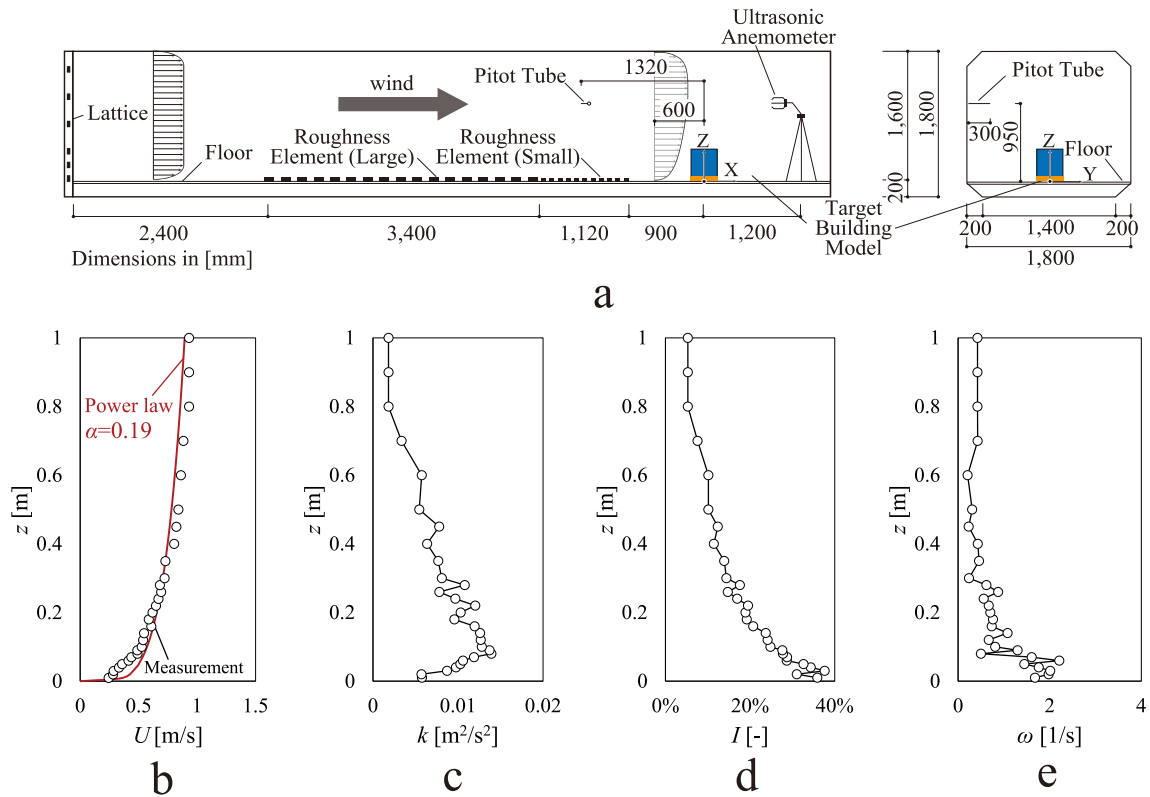 Ultrasonic
Anemometer
1320
Pitot Tube
wind
Lattice
600
Roughness
Element (Large)
Roughness
Element (Small)
Floor
Z
X
1,600
1,800
200
2,400
3,400
1,120
900
1,200
Target
Building
Model
Dimensions in [mm]
Pitot Tube
300
950
Z
Floor
Y
200
1,400
200
1,800
a
1
0.8
0.6
0.4
0.2
0
z [m]
Power law
α=0.19
Measurement
0
0.5
1
1.5
U [m/s]
b
1
0.8
0.6
0.4
0.2
0
z [m]
0
0.01
0.02
k [m²/s²]
c
1
0.8
0.6
0.4
0.2
0
z [m]
0%
20%
40%
I [-]
d
1
0.8
0.6
0.4
0.2
0
z [m]
0
2
4
ω [1/s]
e